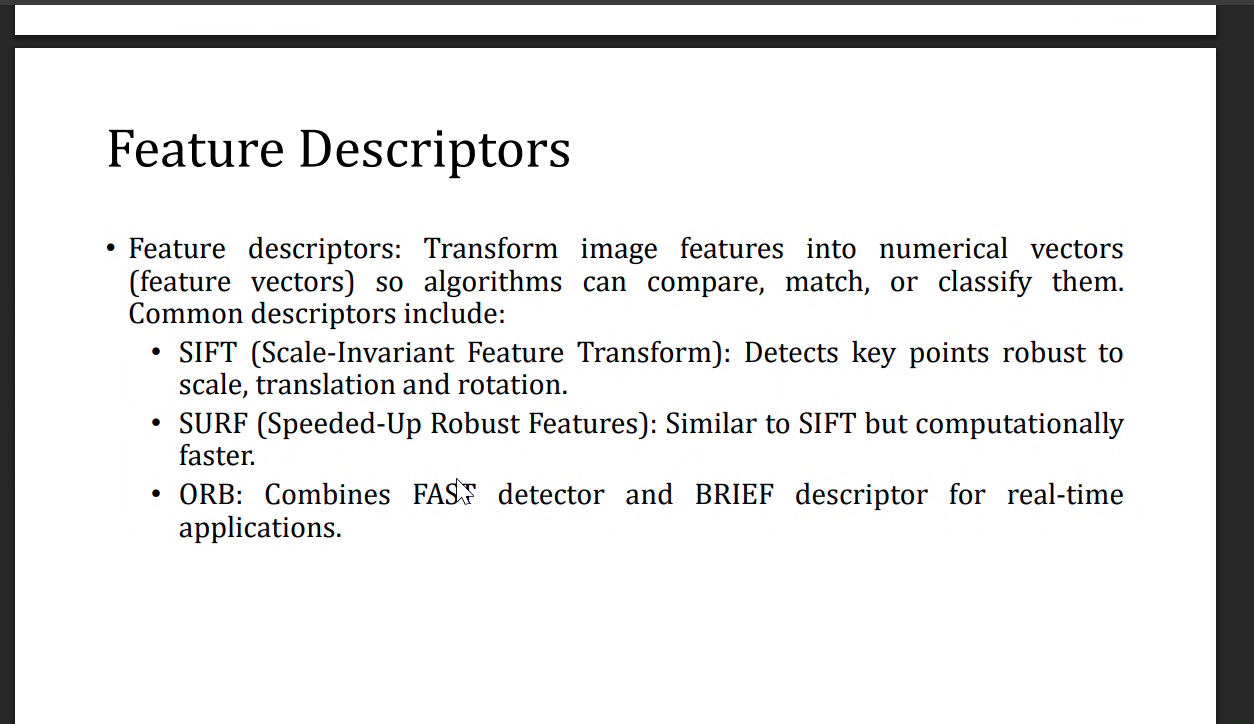 Feature Descriptors
• Feature descriptors: Transform image features into numerical vectors
(feature vectors) so algorithms can compare, match, or classify them.
Common descriptors include:
• SIFT (Scale-Invariant Feature Transform): Detects key points robust to
scale, translation and rotation.
• SURF (Speeded-Up Robust Features): Similar to SIFT but computationally
faster.
• ORB: Combines FAST detector and BRIEF descriptor for real-time
applications.